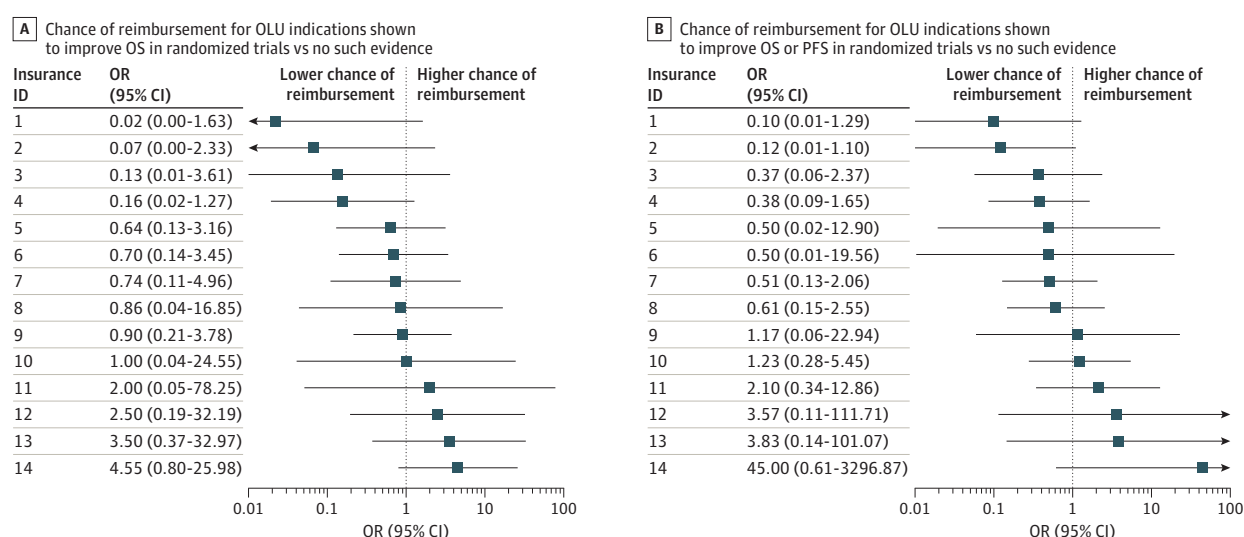 A Chance of reimbursement for OLU indications shown
to improve OS in randomized trials vs no such evidence
Insurance OR Lower chance of Higher chance of
ID (95% CI) reimbursement reimbursement
1 0.02 (0.00-1.63)
2 0.07 (0.00-2.33)
3 0.13 (0.01-3.61)
4 0.16 (0.02-1.27)
5 0.64 (0.13-3.16)
6 0.70 (0.14-3.45)
7 0.74 (0.11-4.96)
8 0.86 (0.04-16.85)
9 0.90 (0.21-3.78)
10 1.00 (0.04-24.55)
11 2.00 (0.05-78.25)
12 2.50 (0.19-32.19)
13 3.50 (0.37-32.97)
14 4.55 (0.80-25.98)
0.01 0.1 1 10 100
OR (95% CI)
B Chance of reimbursement for OLU indications shown
to improve OS or PFS in randomized trials vs no such evidence
Insurance OR Lower chance of Higher chance of
ID (95% CI) reimbursement reimbursement
1 0.10 (0.01-1.29)
2 0.12 (0.01-1.10)
3 0.37 (0.06-2.37)
4 0.38 (0.09-1.65)
5 0.50 (0.02-12.90)
6 0.50 (0.01-19.56)
7 0.51 (0.13-2.06)
8 0.61 (0.15-2.55)
9 1.17 (0.06-22.94)
10 1.23 (0.28-5.45)
11 2.10 (0.34-12.86)
12 3.57 (0.11-111.71)
13 3.83 (0.14-101.07)
14 45.00 (0.61-3296.87)
0.01 0.1 1 10 100
OR (95% CI)